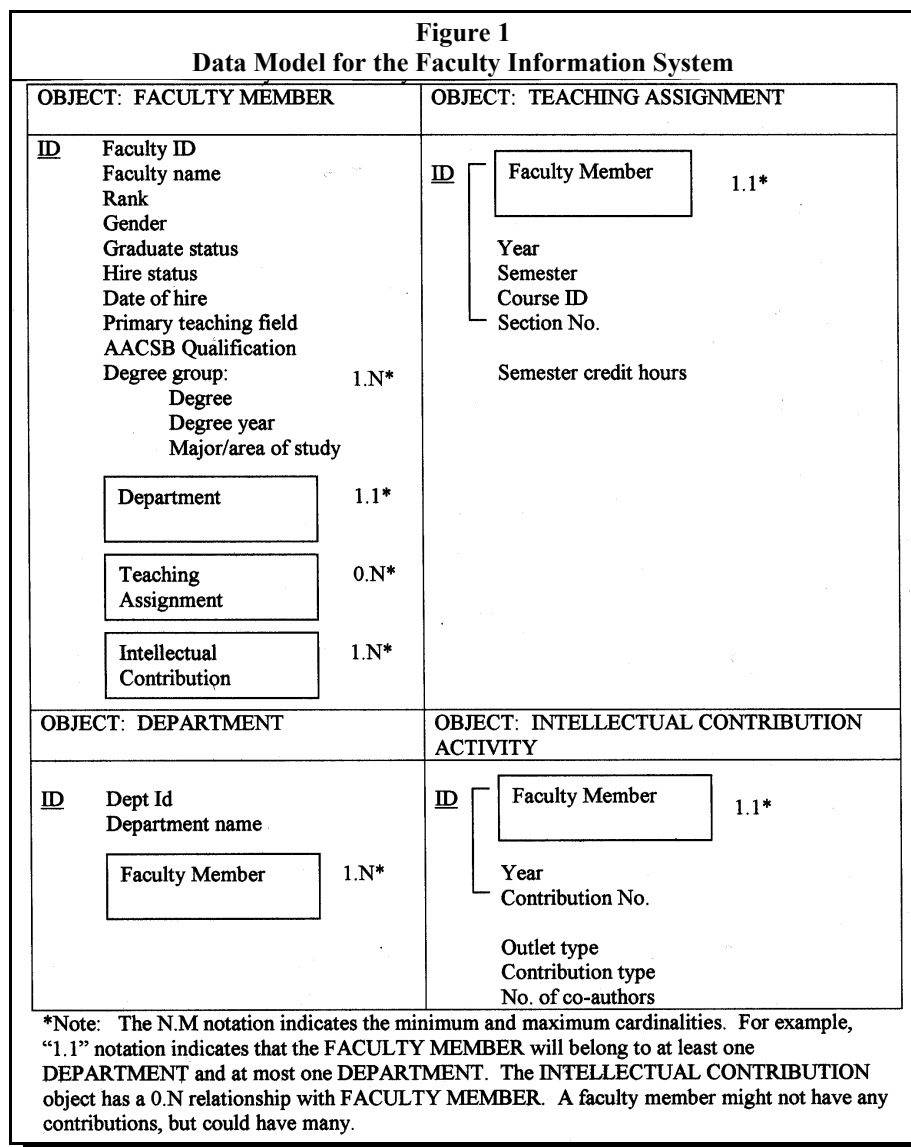 Figure 1
Data Model for the Faculty Information System
OBJECT: FACULTY MEMBER
ID Faculty ID
Faculty name
Rank
Gender
Graduate status
Hire status
Date of hire
Primary teaching field
AACSB Qualification
Degree group: 1.N*
Degree
Degree year
Major/area of study
Department 1.1*
Teaching 0.N*
Assignment
Intellectual 1.N*
Contribution
OBJECT: TEACHING ASSIGNMENT
ID Faculty Member 1.1*
Year
Semester
Course ID
Section No.
Semester credit hours
OBJECT: DEPARTMENT
ID Dept Id
Department name
Faculty Member 1.N*
OBJECT: INTELLECTUAL CONTRIBUTION
ACTIVITY
ID Faculty Member 1.1*
Year
Contribution No.
Outlet type
Contribution type
No. of co-authors
*Note: The N.M notation indicates the minimum and maximum cardinalities. For example,
“1.1” notation indicates that the FACULTY MEMBER will belong to at least one
DEPARTMENT and at most one DEPARTMENT. The INTELLECTUAL CONTRIBUTION
object has a 0.N relationship with FACULTY MEMBER. A faculty member might not have any
contributions, but could have many.